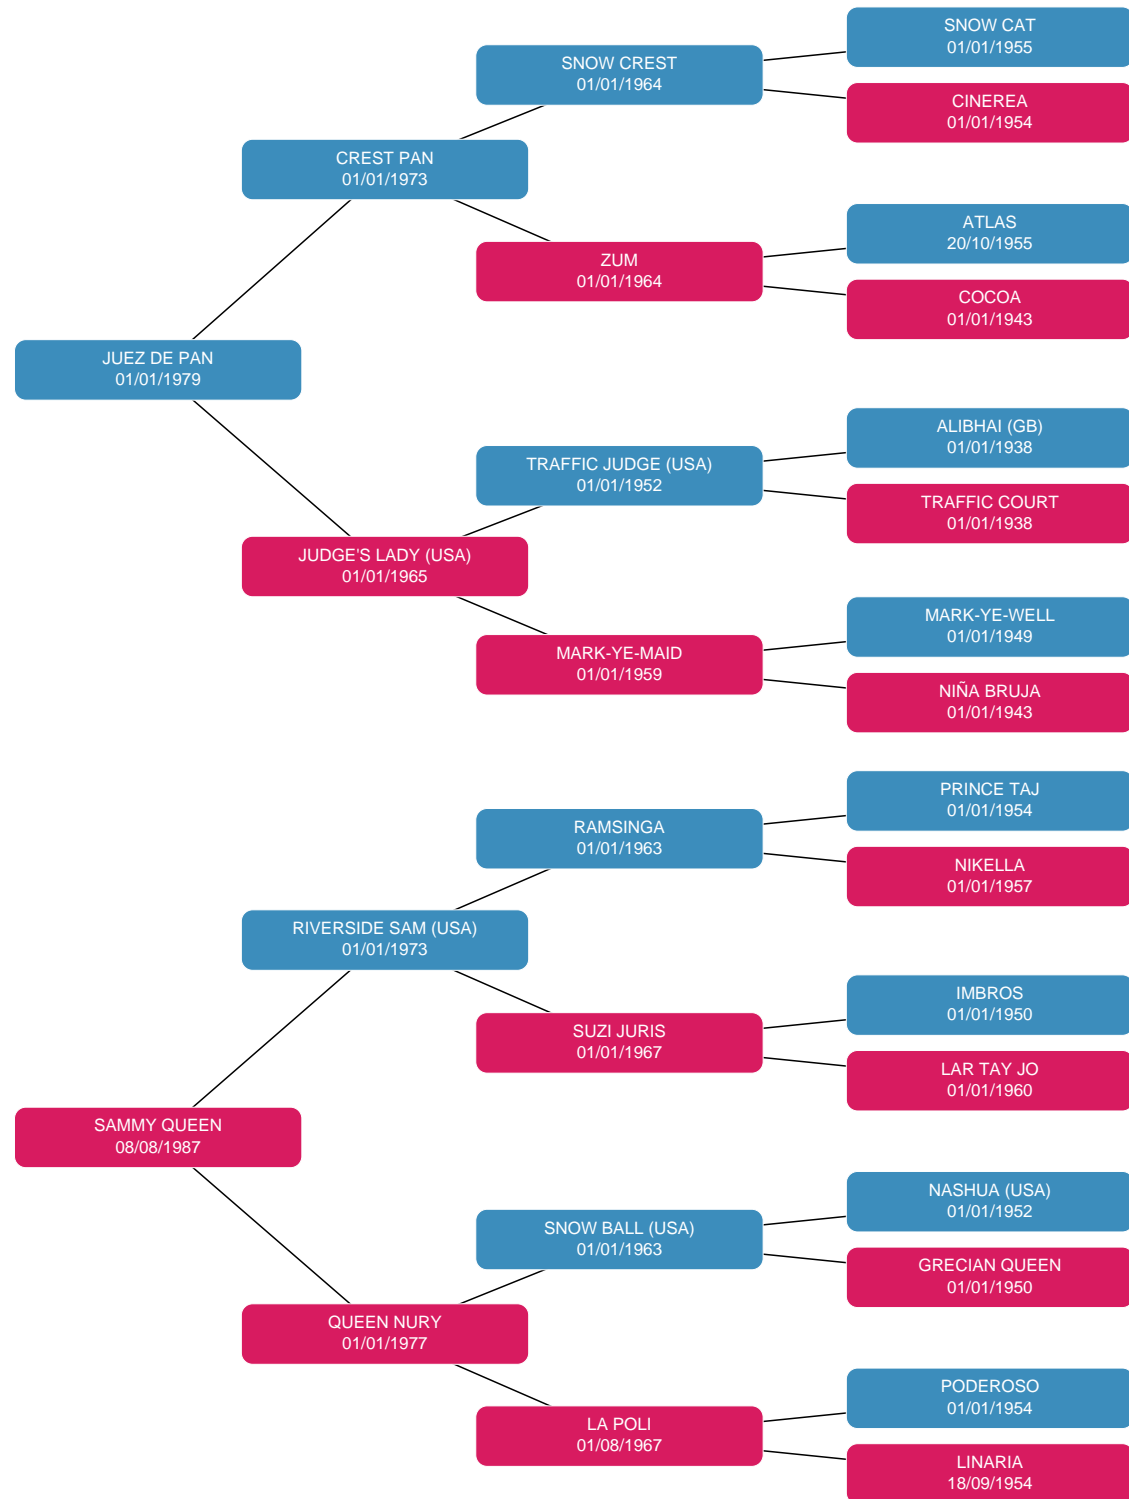 SNOW CAT
01/01/1955
SNOW CREST
01/01/1964
CINEREA
01/01/1954
CREST PAN
01/01/1973
ATLAS
20/10/1955
ZUM
01/01/1964
COCOA
01/01/1943
JUEZ DE PAN
01/01/1979
ALIBHAI (GB)
01/01/1938
TRAFFIC JUDGE (USA)
01/01/1952
TRAFFIC COURT
01/01/1938
JUDGE'S LADY (USA)
01/01/1965
MARK-YE-WELL
01/01/1949
MARK-YE-MAID
01/01/1959
NIÑA BRUJA
01/01/1943
PRINCE TAJ
01/01/1954
RAMSINGA
01/01/1963
NIKELLA
01/01/1957
RIVERSIDE SAM (USA)
01/01/1973
IMBROS
01/01/1950
SUZI JURIS
01/01/1967
LAR TAY JO
01/01/1960
SAMMY QUEEN
08/08/1987
NASHUA (USA)
01/01/1952
SNOW BALL (USA)
01/01/1963
GRECIAN QUEEN
01/01/1950
QUEEN NURY
01/01/1977
PODEROSO
01/01/1954
LA POLI
01/08/1967
LINARIA
18/09/1954